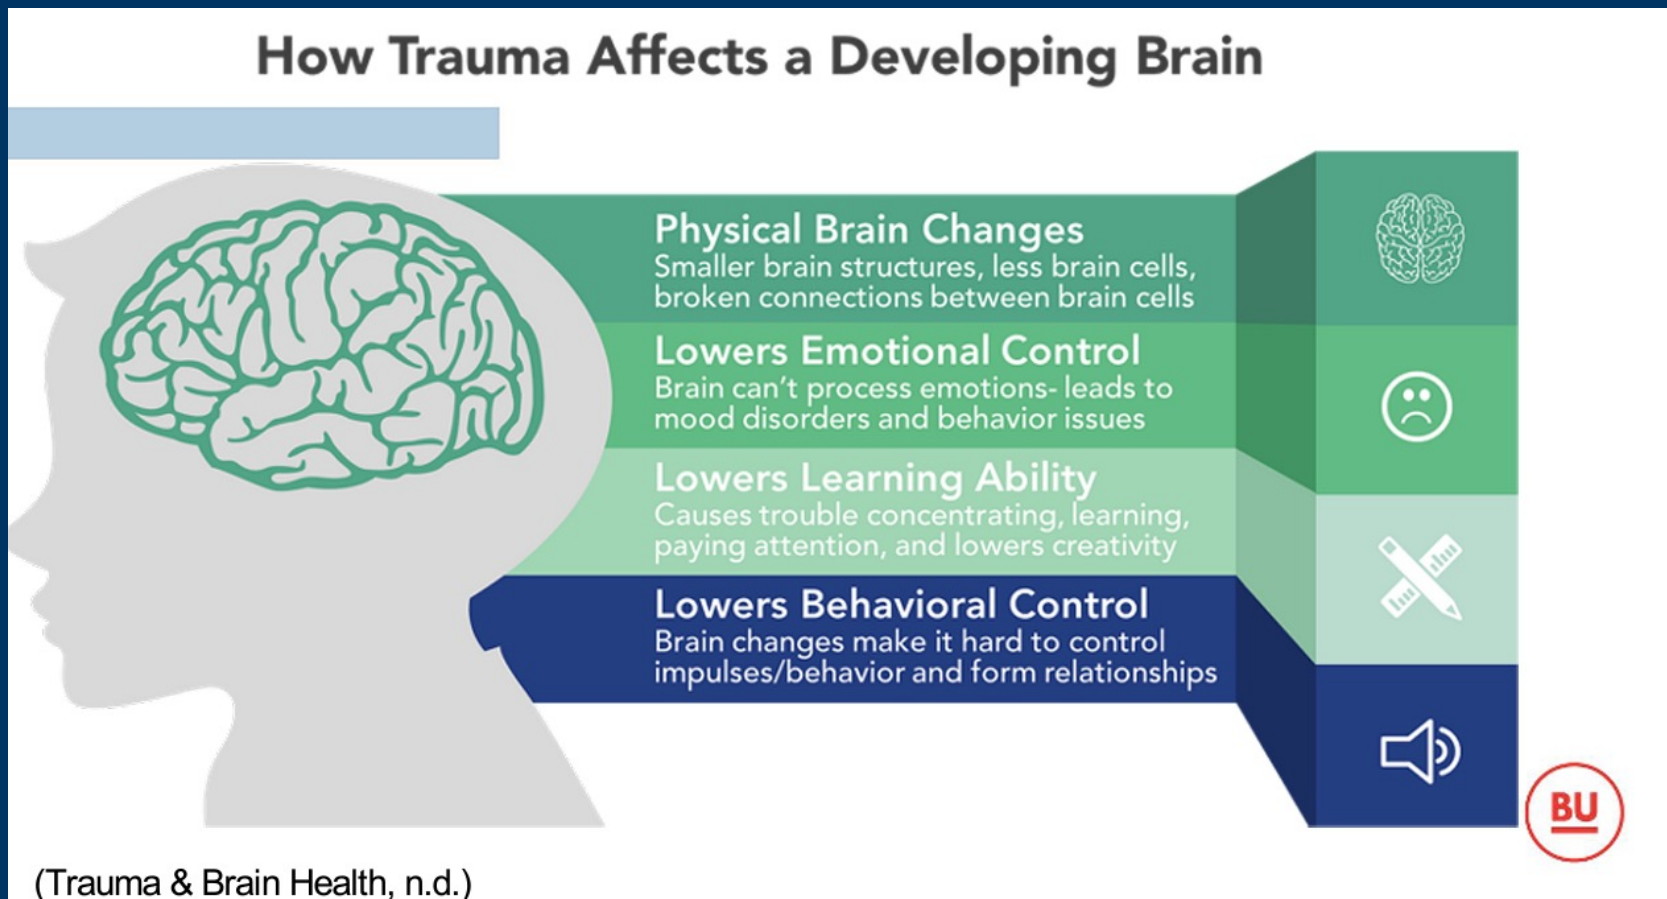 How Trauma Affects a Developing Brain
Physical Brain Changes
Smaller brain structures, less brain cells,
broken connections between brain cells
Lowers Emotional Control
Brain can't process emotions- leads to
mood disorders and behavior issues
Lowers Learning Ability
Causes trouble concentrating, learning,
paying attention, and lowers creativity
Lowers Behavioral Control
Brain changes make it hard to control
impulses/behavior and form relationships
BU
(Trauma & Brain Health, n.d.)